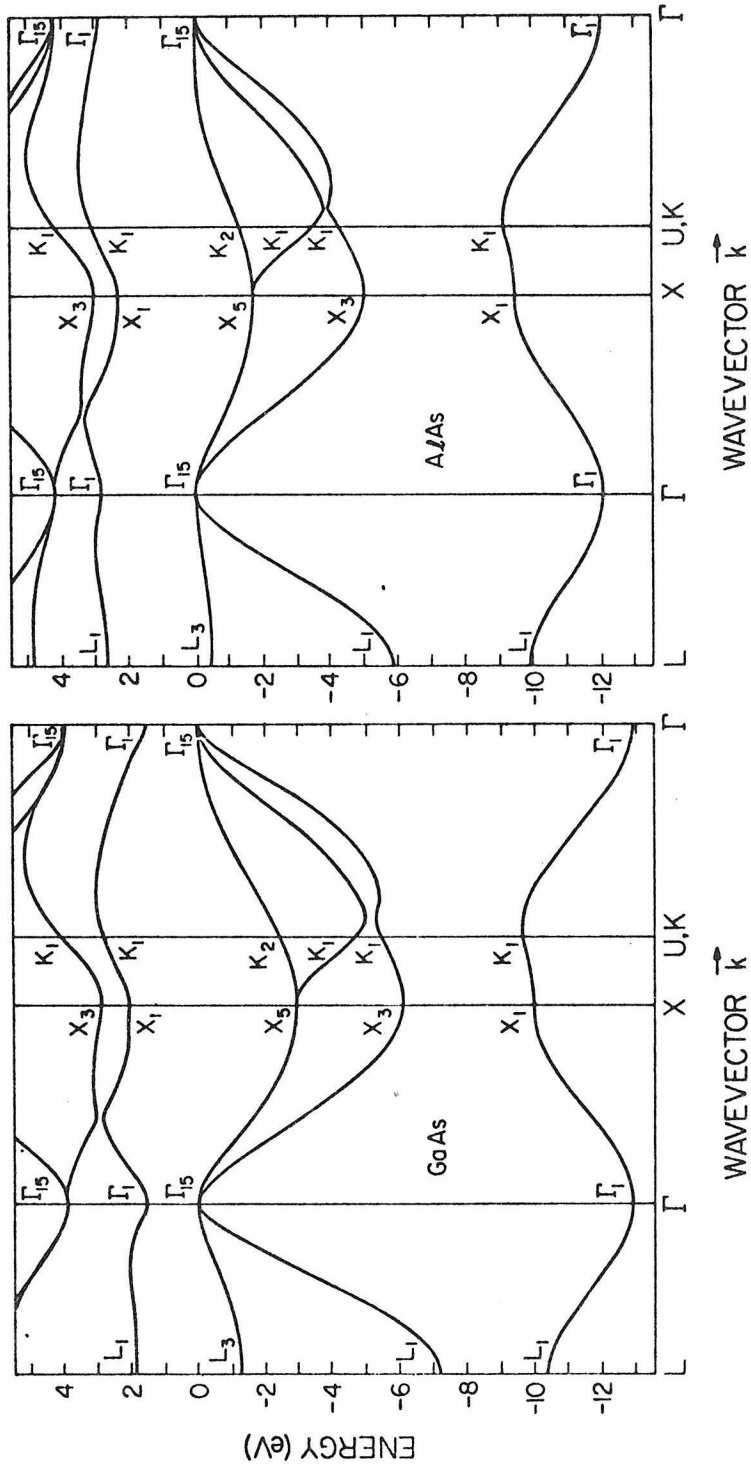 ENERGY (eV)
4
2
0
-2
-4
-6
-8
-10
-12
Γ₁₅
X₃
K₁
Γ₁₅
L₁
Γ₁
X₁
K₁
Γ₁
L₃
Γ₁₅
X₅
K₂
Γ₁₅
L₁
X₃
K₁
K₁
GaAs
L₁
Γ₁
X₁
K₁
Γ₁
L
Γ
X
U,K
Γ
WAVEVECTOR k⃗
4
2
0
-2
-4
-6
-8
-10
-12
Γ₁₅
X₃
K₁
Γ₁₅
L₁
Γ₁
X₁
K₁
Γ₁
L₃
Γ₁₅
X₅
K₂
Γ₁₅
L₁
X₃
K₁
K₁
AlAs
L₁
Γ₁
X₁
K₁
Γ₁
L
Γ
X
U,K
Γ
WAVEVECTOR k⃗